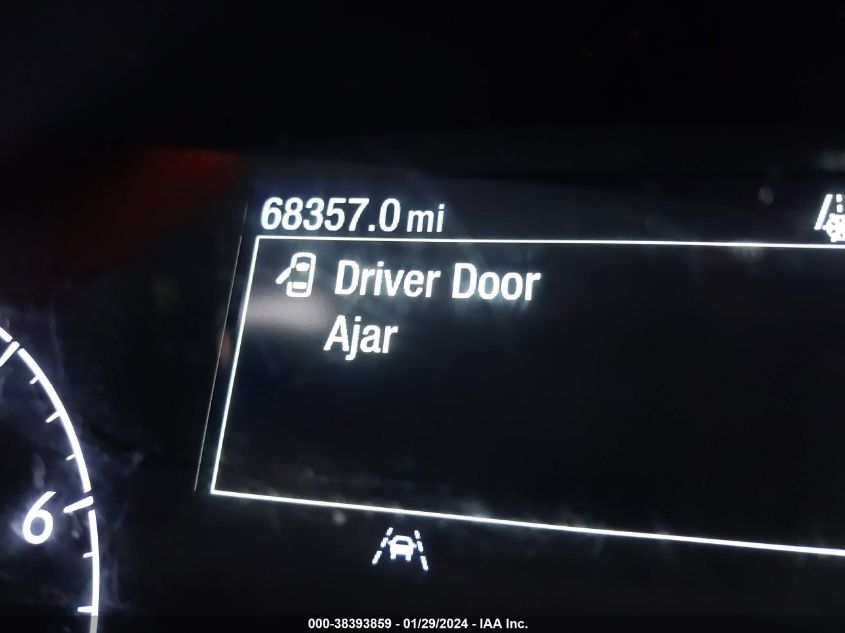 68357.0 mi
Driver Door
Ajar
6
000-38393859 - 01/29/2024 - IAA Inc.